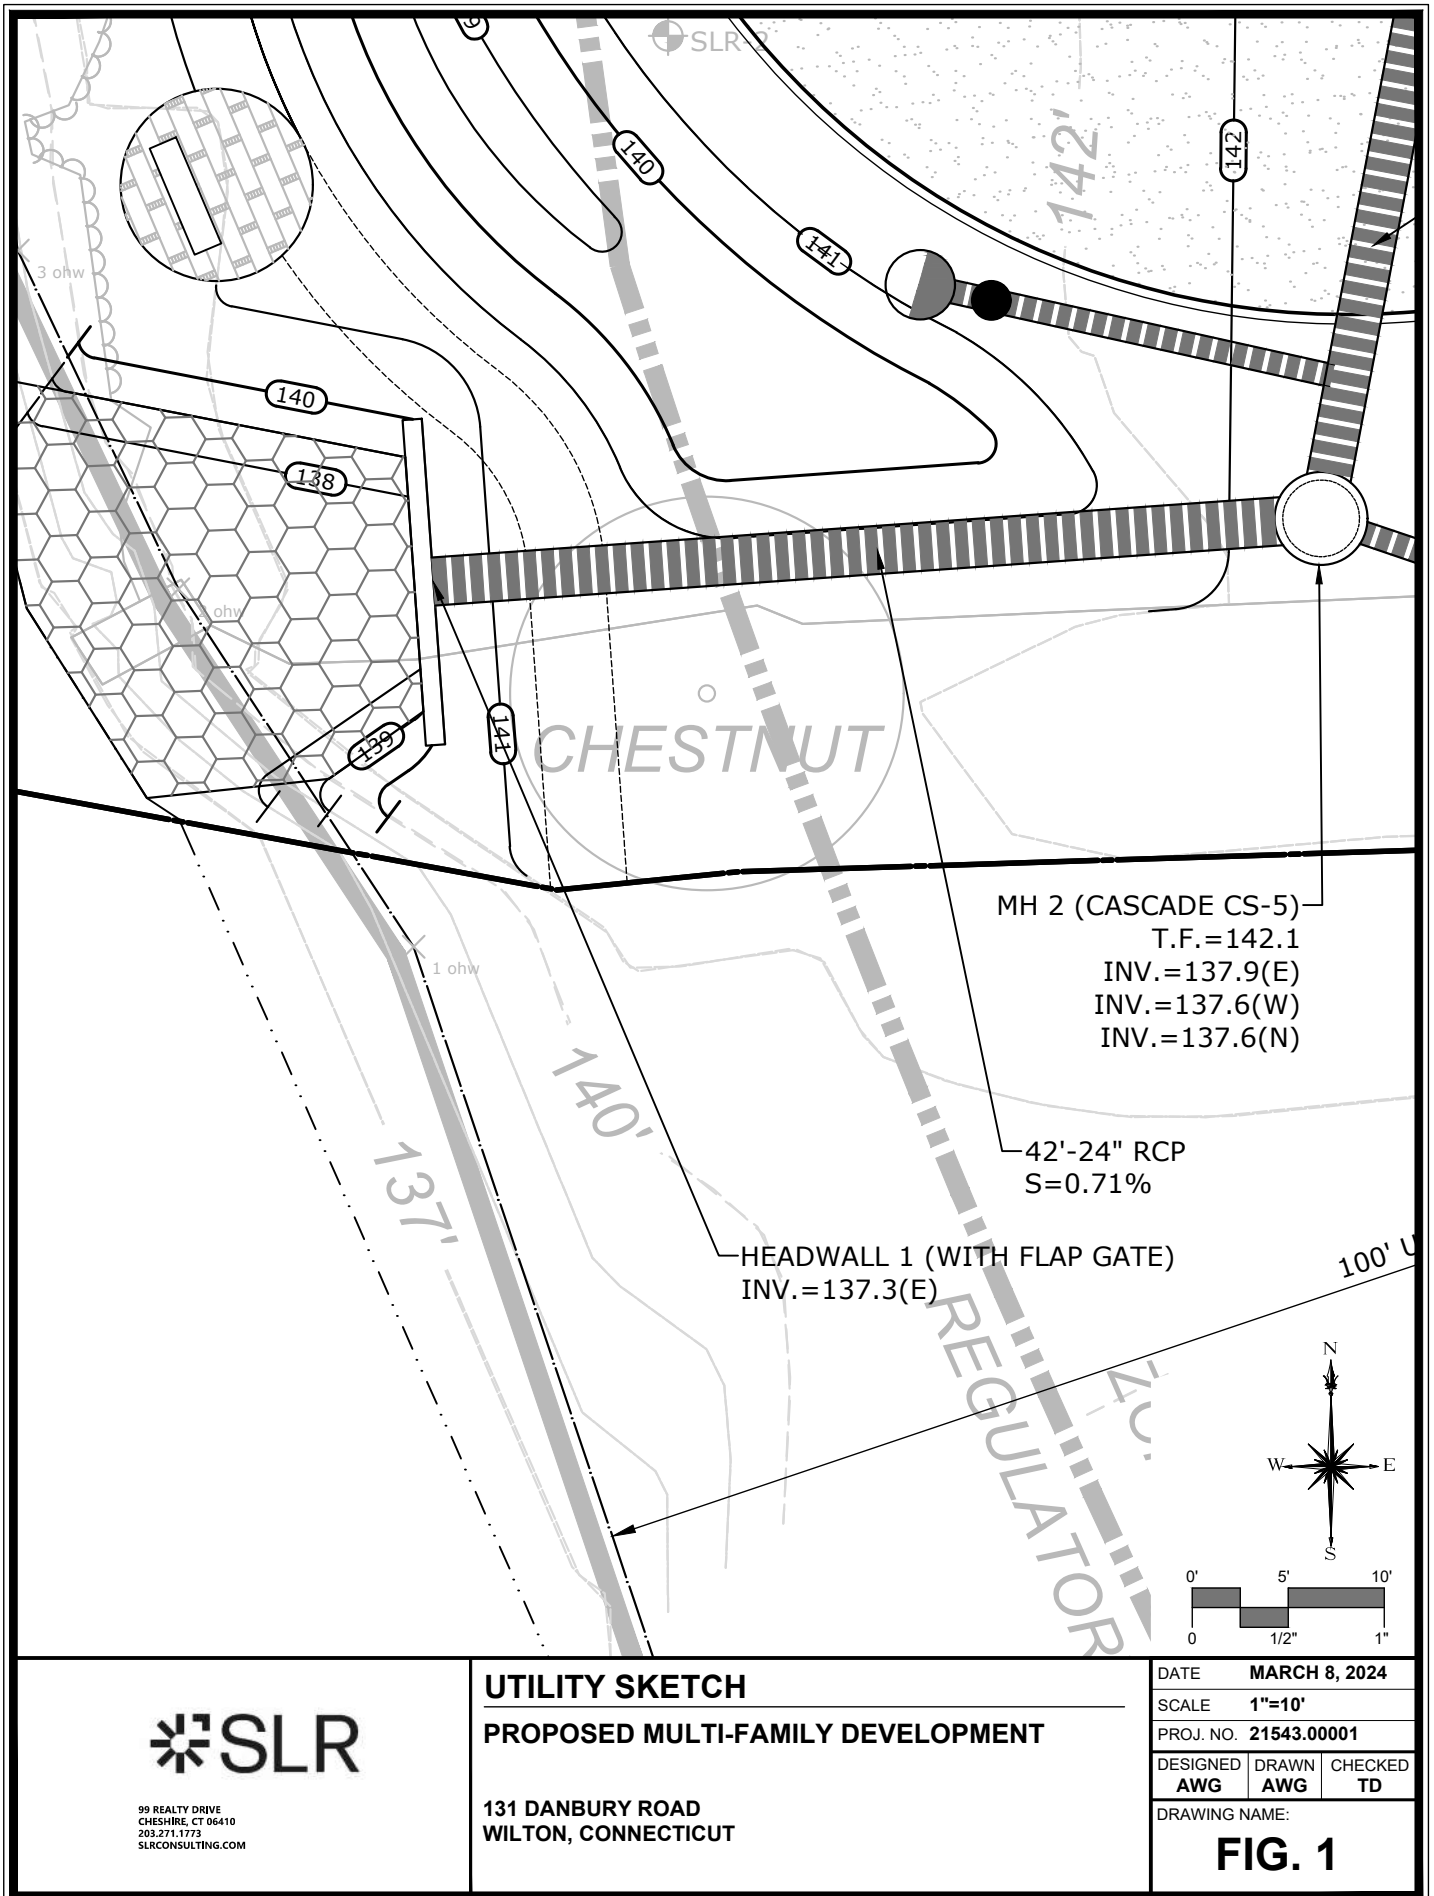 9
SLR-2
140
142'
142
141
3 ohw
140
138
2 ohw
139
141
CHESTNUT
1 ohw
MH 2 (CASCADE CS-5)
T.F.=142.1
INV.=137.9(E)
INV.=137.6(W)
INV.=137.6(N)
140'
137'
42'-24" RCP
S=0.71%
HEADWALL 1 (WITH FLAP GATE)
INV.=137.3(E)
100' U
REGULATOR
N
W
E
S
0' 5' 10'
0 1/2" 1"
SLR
99 REALTY DRIVE
CHESHIRE, CT 06410
203.271.1773
SLRCONSULTING.COM
UTILITY SKETCH
PROPOSED MULTI-FAMILY DEVELOPMENT
131 DANBURY ROAD
WILTON, CONNECTICUT
DATE MARCH 8, 2024
SCALE 1"=10'
PROJ. NO. 21543.00001
DESIGNED DRAWN CHECKED
AWG AWG TD
DRAWING NAME:
FIG. 1